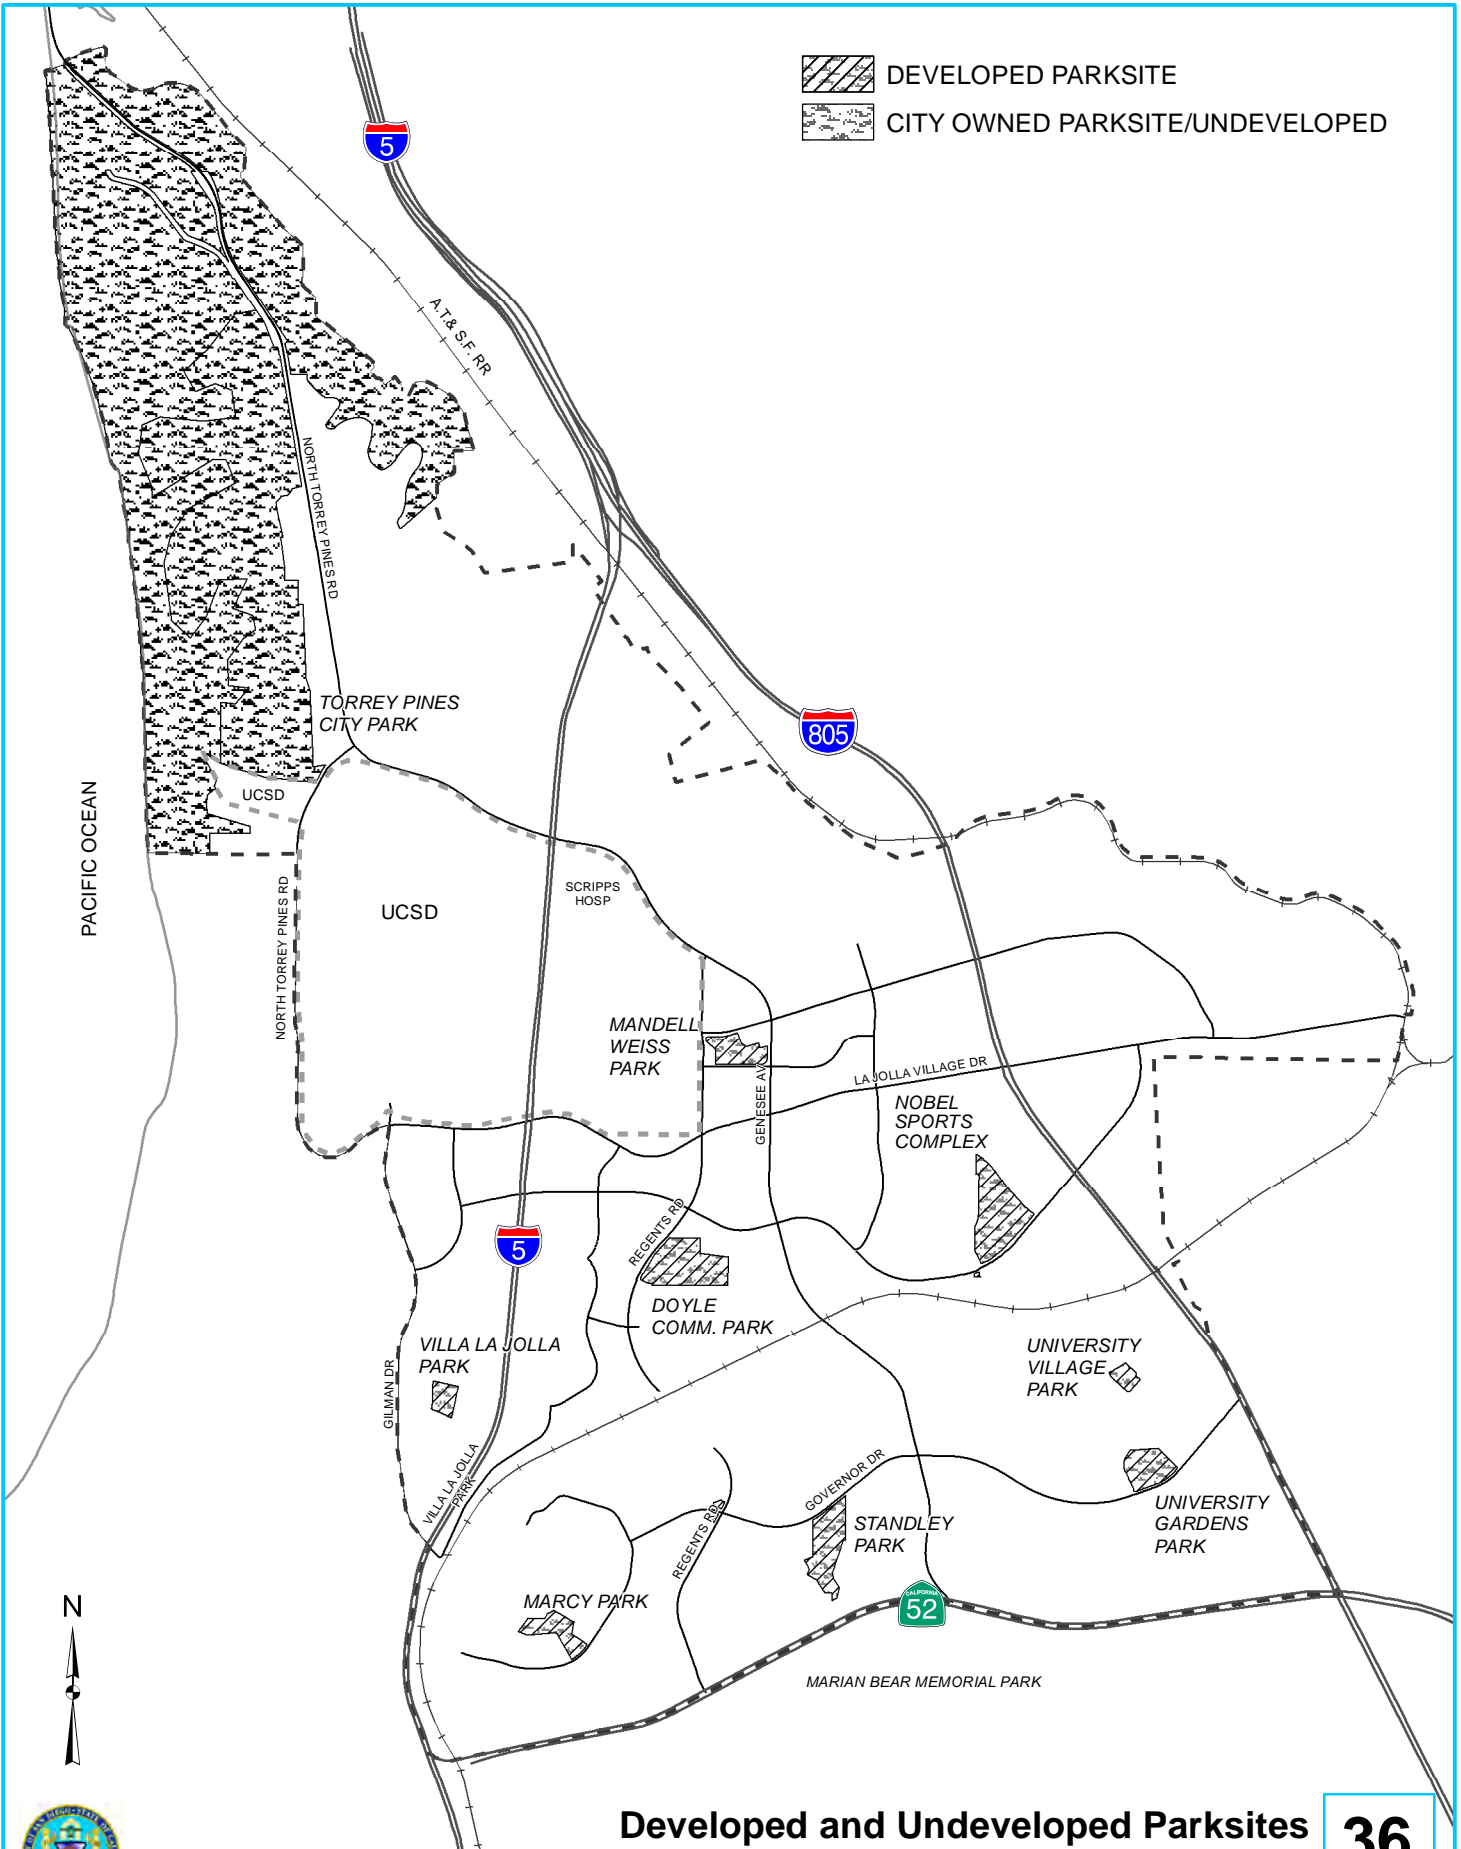 DEVELOPED PARKSITE
CITY OWNED PARKSITE/UNDEVELOPED
5
A.T.& S.F. RR
NORTH TORREY PINES RD
TORREY PINES
CITY PARK
805
UCSD
PACIFIC OCEAN
SCRIPPS
HOSP
UCSD
NORTH TORREY PINES RD
MANDELL
WEISS
PARK
GENESEE AV
LA JOLLA VILLAGE DR
NOBEL
SPORTS
COMPLEX
REGENTS RD
5
DOYLE
COMM. PARK
VILLA LA JOLLA
PARK
GILMAN DR
UNIVERSITY
VILLAGE
PARK
VILLA LA JOLLA
PARK
GOVERNOR DR
REGENTS RD
STANDLEY
PARK
UNIVERSITY
GARDENS
PARK
MARCY PARK
CALIFORNIA
52
N
MARIAN BEAR MEMORIAL PARK
Developed and Undeveloped Parksites
36